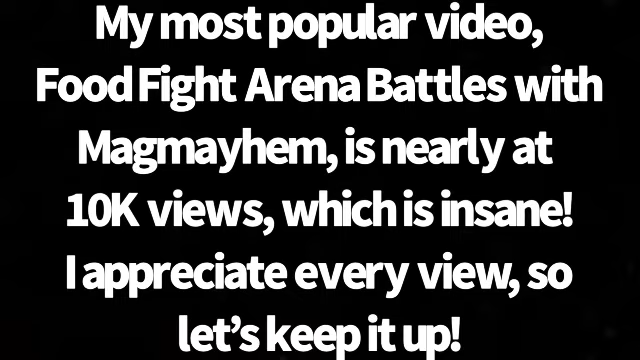 My most popular video,
Food Fight Arena Battles with
Magmayhem, is nearly at
10K views, which is insane!
I appreciate every view, so
let’s keep it up!